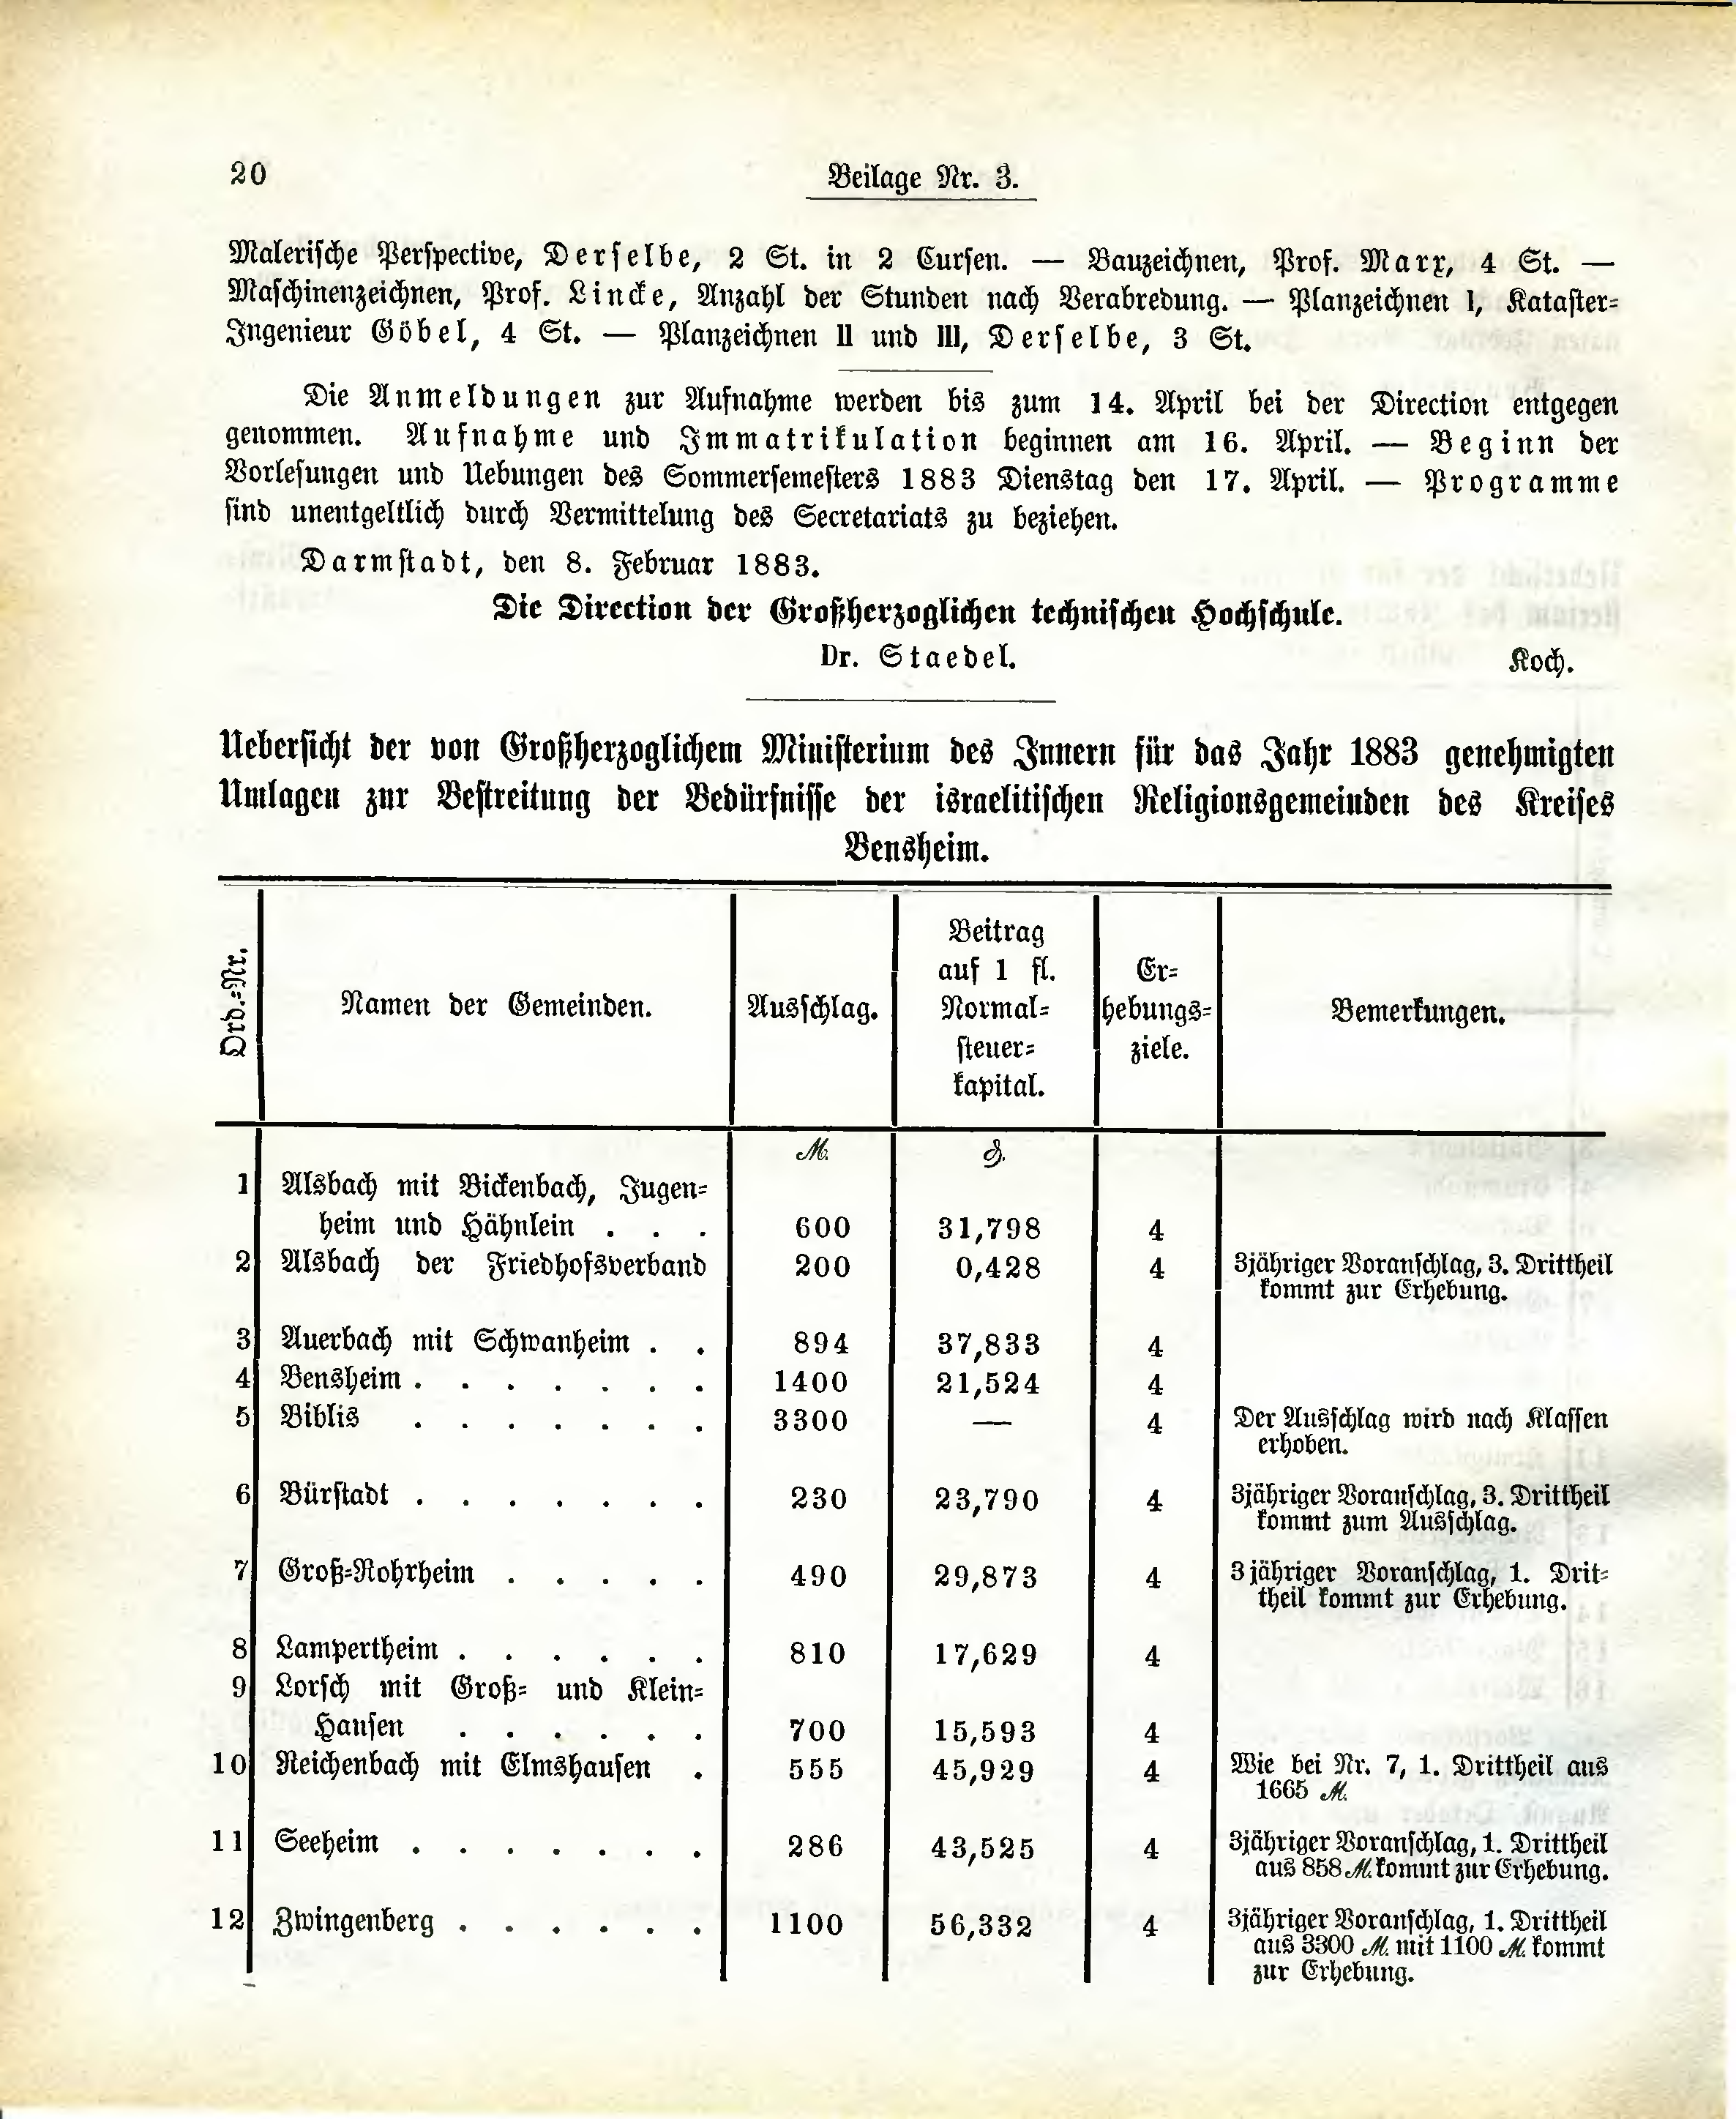 20
Beilage Nr. 3.
Malerische Perspective, Derselbe, 2 St. in 2 Cursen. — Bauzeichnen, Prof. Marx, 4 St. —
Maschinenzeichnen, Prof. Lincke, Anzahl der Stunden nach Verabredung. — Planzeichnen I, Kataster-
Ingenieur Göbel, 4 St. — Planzeichnen II und III, Derselbe, 3 St.
Die Anmeldungen zur Aufnahme werden bis zum 14. April bei der Direction entgegen
genommen. Aufnahme und Immatrikulation beginnen am 16. April. — Beginn der
Vorlesungen und Uebungen des Sommersemesters 1883 Dienstag den 17. April. — Programme
sind unentgeltlich durch Vermittelung des Secretariats zu beziehen.
Darmstadt, den 8. Februar 1883.
Die Direction der Großherzoglichen technischen Hochschule.
Dr. Staedel. Koch.
Uebersicht der von Großherzoglichem Ministerium des Innern für das Jahr 1883 genehmigten
Umlagen zur Bestreitung der Bedürfnisse der israelitischen Religionsgemeinden des Kreises
Bensheim.
Ord.-Nr.
Namen der Gemeinden.
Ausschlag.
Beitrag
auf 1 fl.
Normal-
steuer-
kapital.
Er-
hebungs-
ziele.
Bemerkungen.
ℳ. ₰.
1 Alsbach mit Bickenbach, Jugen-
heim und Hähnlein . . . 600 31,798 4
2 Alsbach der Friedhofsverband 200 0,428 4 3jähriger Voranschlag, 3. Drittheil
kommt zur Erhebung.
3 Auerbach mit Schwanheim . . 894 37,833 4
4 Bensheim . . . . . . . 1400 21,524 4
5 Biblis . . . . . . . 3300 — 4 Der Ausschlag wird nach Klassen
erhoben.
6 Bürstadt . . . . . . . 230 23,790 4 3jähriger Voranschlag, 3. Drittheil
kommt zum Ausschlag.
7 Groß-Rohrheim . . . . . 490 29,873 4 3jähriger Voranschlag, 1. Drit-
theil kommt zur Erhebung.
8 Lampertheim . . . . . . 810 17,629 4
9 Lorsch mit Groß- und Klein-
Hausen . . . . . . 700 15,593 4
10 Reichenbach mit Elmshausen . 555 45,929 4 Wie bei Nr. 7, 1. Drittheil aus
1665 ℳ.
11 Seeheim . . . . . . . 286 43,525 4 3jähriger Voranschlag, 1. Drittheil
aus 858 ℳ. kommt zur Erhebung.
12 Zwingenberg . . . . . . 1100 56,332 4 3jähriger Voranschlag, 1. Drittheil
aus 3300 ℳ. mit 1100 ℳ. kommt
zur Erhebung.